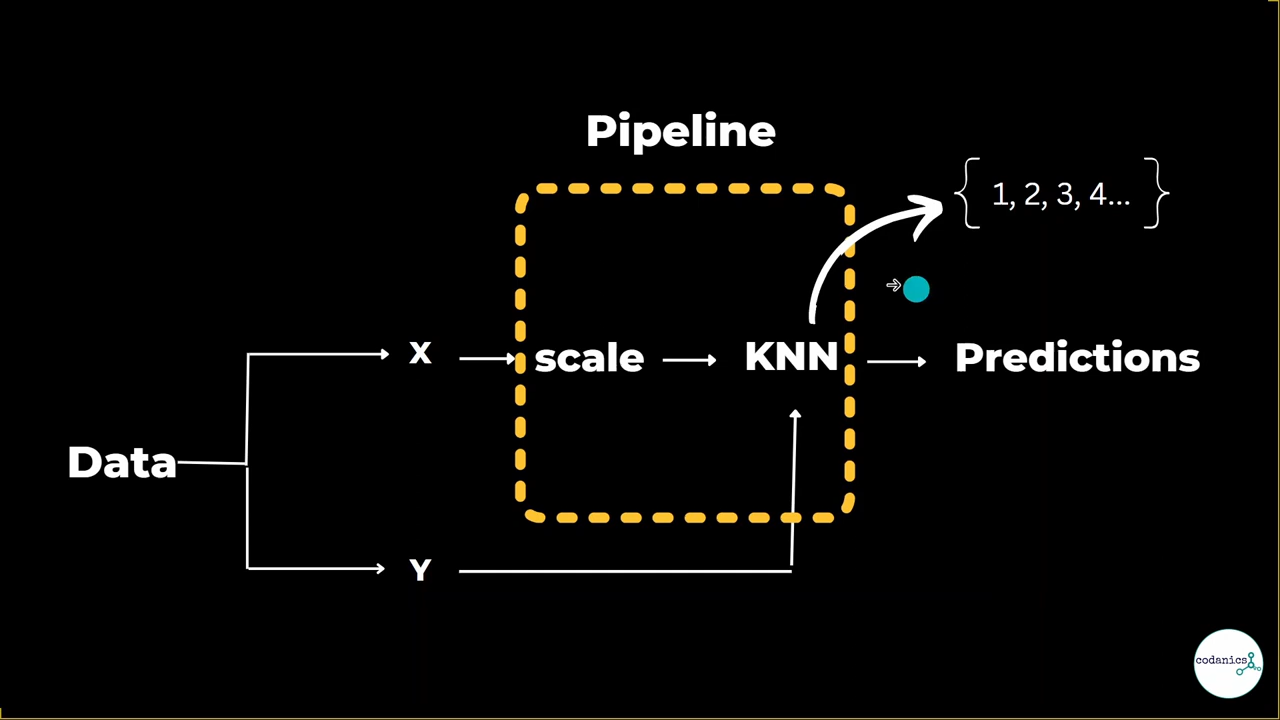 Pipeline
{ 1, 2, 3, 4... }
X
scale
KNN
Predictions
Data
Y
codanics